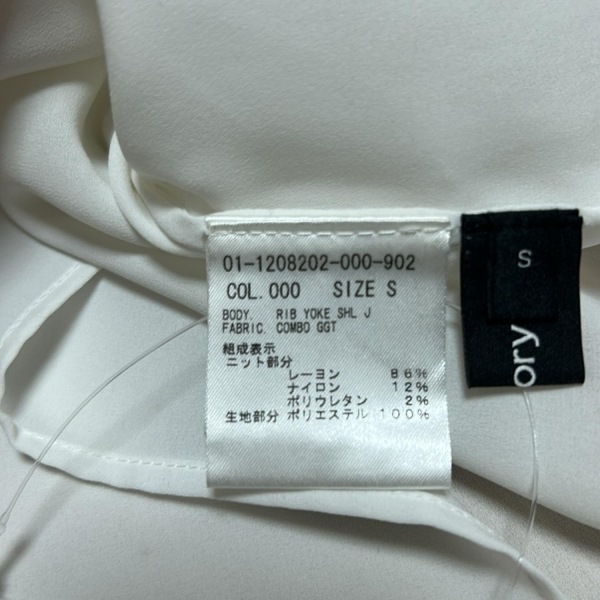 01-1208202-000-902
COL.000 SIZE S
BODY. RIB YOKE SHL J
FABRIC. COMBO GGT
組成表示
ニット部分
レーヨン 86%
ナイロン 12%
ポリウレタン 2%
生地部分 ポリエステル 100%
S
ory